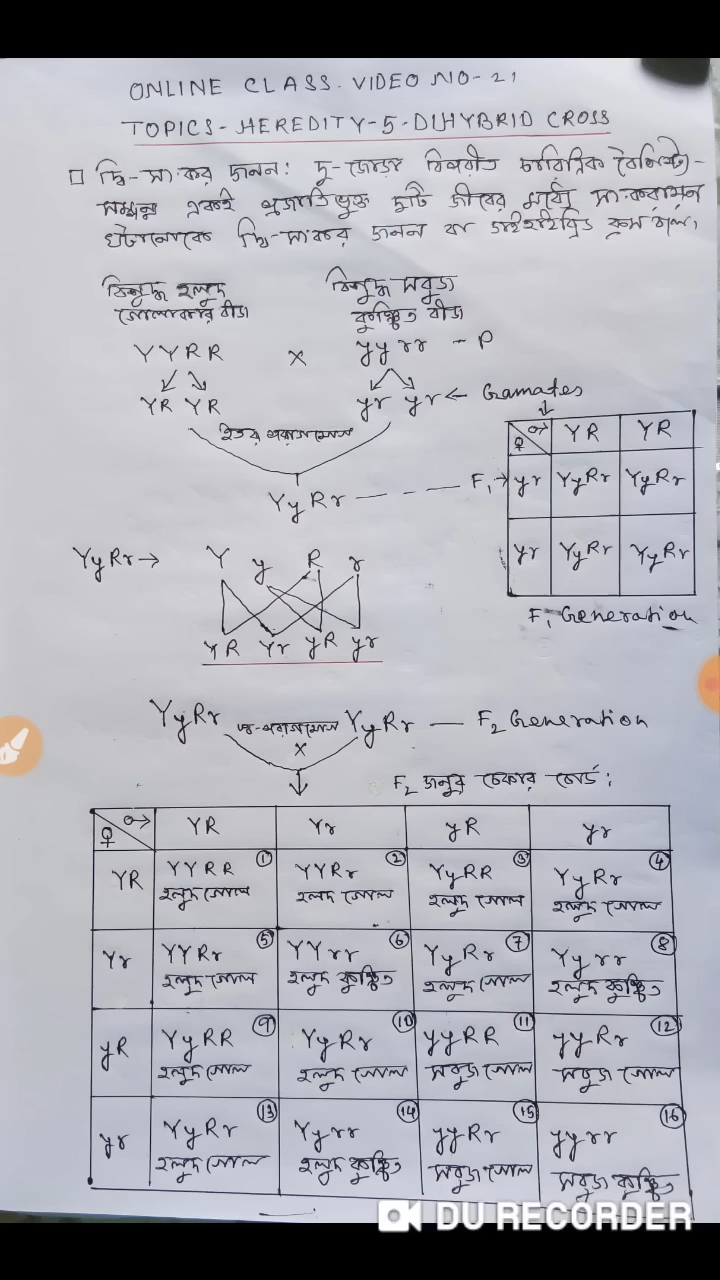 ONLINE CLASS. VIDEO NO-21
TOPICS-HEREDITY-5-DIHYBRID CROSS
দ্বি-সংকর জনন: দু-জোড়া বিপরীত চারিত্রিক বৈশিষ্ট্য-
সম্পন্ন একই প্রজাতিভুক্ত দুটি জীবের মধ্যে সংকরায়ন
ঘটানোকে দ্বি-সংকর জনন বা ডাইহাইব্রিড ক্রস বলে।
বিশুদ্ধ হলুদ বিশুদ্ধ সবুজ
গোলাকার বীজ কুঞ্চিত বীজ
YYRR × yyrr - P
YR YR yr yr ← Gamates
ইতর পরাগযোগ
♀ ♂ YR YR
YyRr - - - F₁ → yr YyRr YyRr
yr YyRr YyRr
F₁ Generation
YyRr → Y y R r
YR Yr yR yr
YyRr স্ব-পরাগযোগ YyRr — F₂ Generation
×
F₂ জনুর চেকার বোর্ড:
♀ ♂ YR Yr yR yr
YR YYRR ① YYRr ② YyRR ③ YyRr ④
হলুদ গোল হলুদ গোল হলুদ গোল হলুদ গোল
Yr YYRr ⑤ YYrr ⑥ YyRr ⑦ Yyrr ⑧
হলুদ গোল হলুদ কুঞ্চিত হলুদ গোল হলুদ কুঞ্চিত
yR YyRR ⑨ YyRr ⑩ yyRR ⑪ yyRr ⑫
হলুদ গোল হলুদ গোল সবুজ গোল সবুজ গোল
yr YyRr ⑬ Yyrr ⑭ yyRr ⑮ yyrr ⑯
হলুদ গোল হলুদ কুঞ্চিত সবুজ গোল সবুজ কুঞ্চিত
DU RECORDER